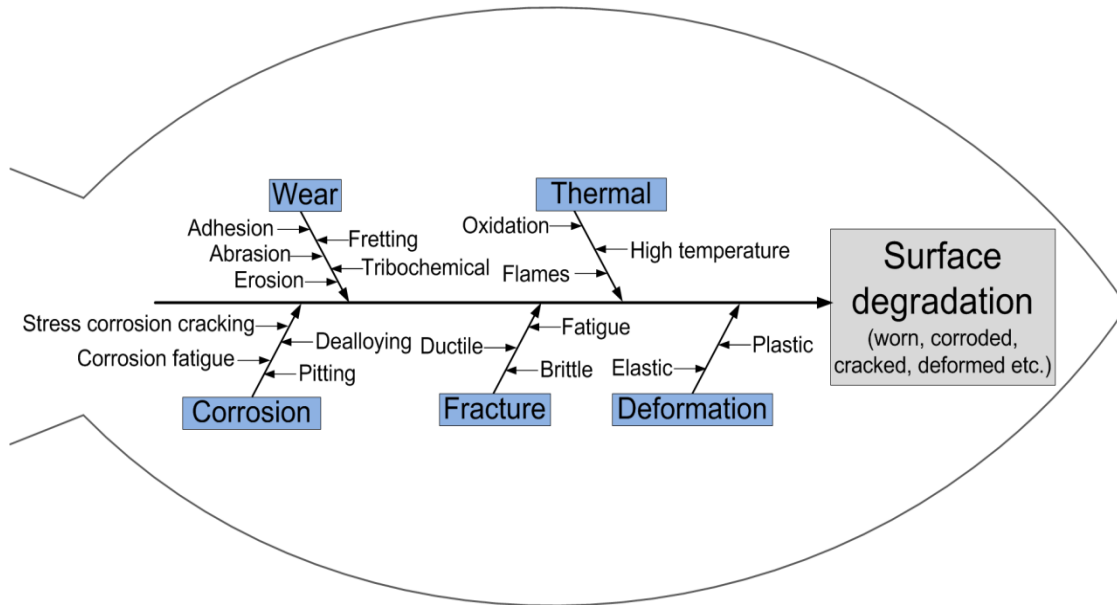 Wear
Thermal
Adhesion
Fretting
Abrasion
Tribochemical
Erosion
Oxidation
High temperature
Flames
Stress corrosion cracking
Dealloying
Corrosion fatigue
Pitting
Corrosion
Fatigue
Ductile
Brittle
Fracture
Plastic
Elastic
Deformation
Surface
degradation
(worn, corroded,
cracked, deformed etc.)